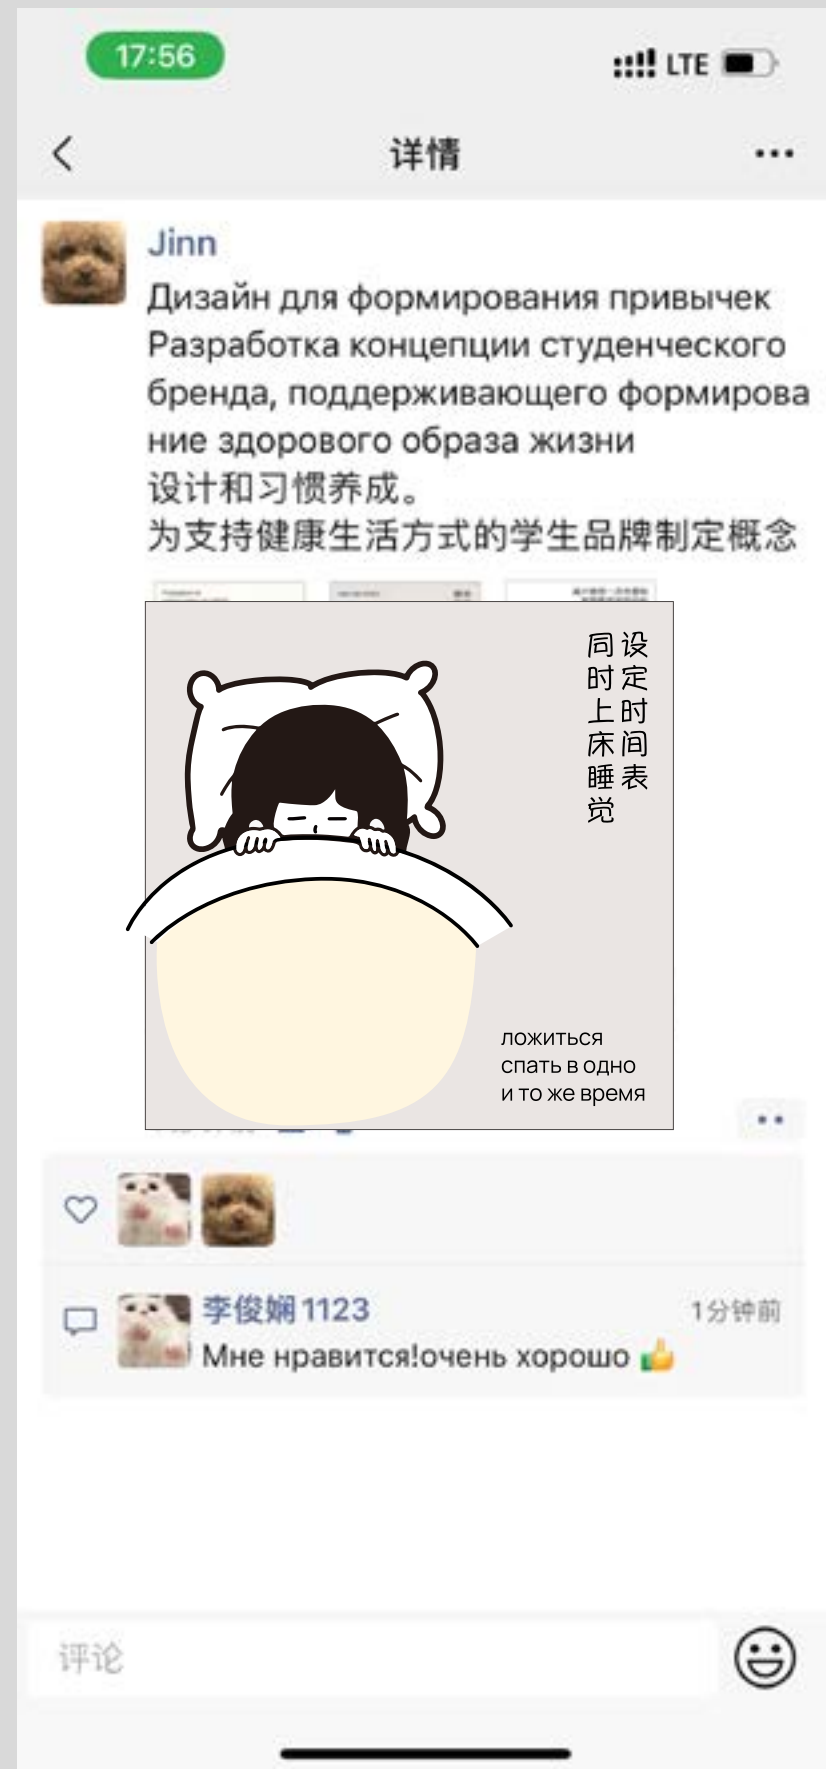 17:56
LTE
详情
Jinn
Дизайн для формирования привычек
Разработка концепции студенческого
бренда, поддерживающего формирова
ние здорового образа жизни
设计和习惯养成。
为支持健康生活方式的学生品牌制定概念
设定时间表
同时上床睡觉
ложиться
спать в одно
и то же время
李俊娴1123
1分钟前
Мне нравится!очень хорошо 👍
评论